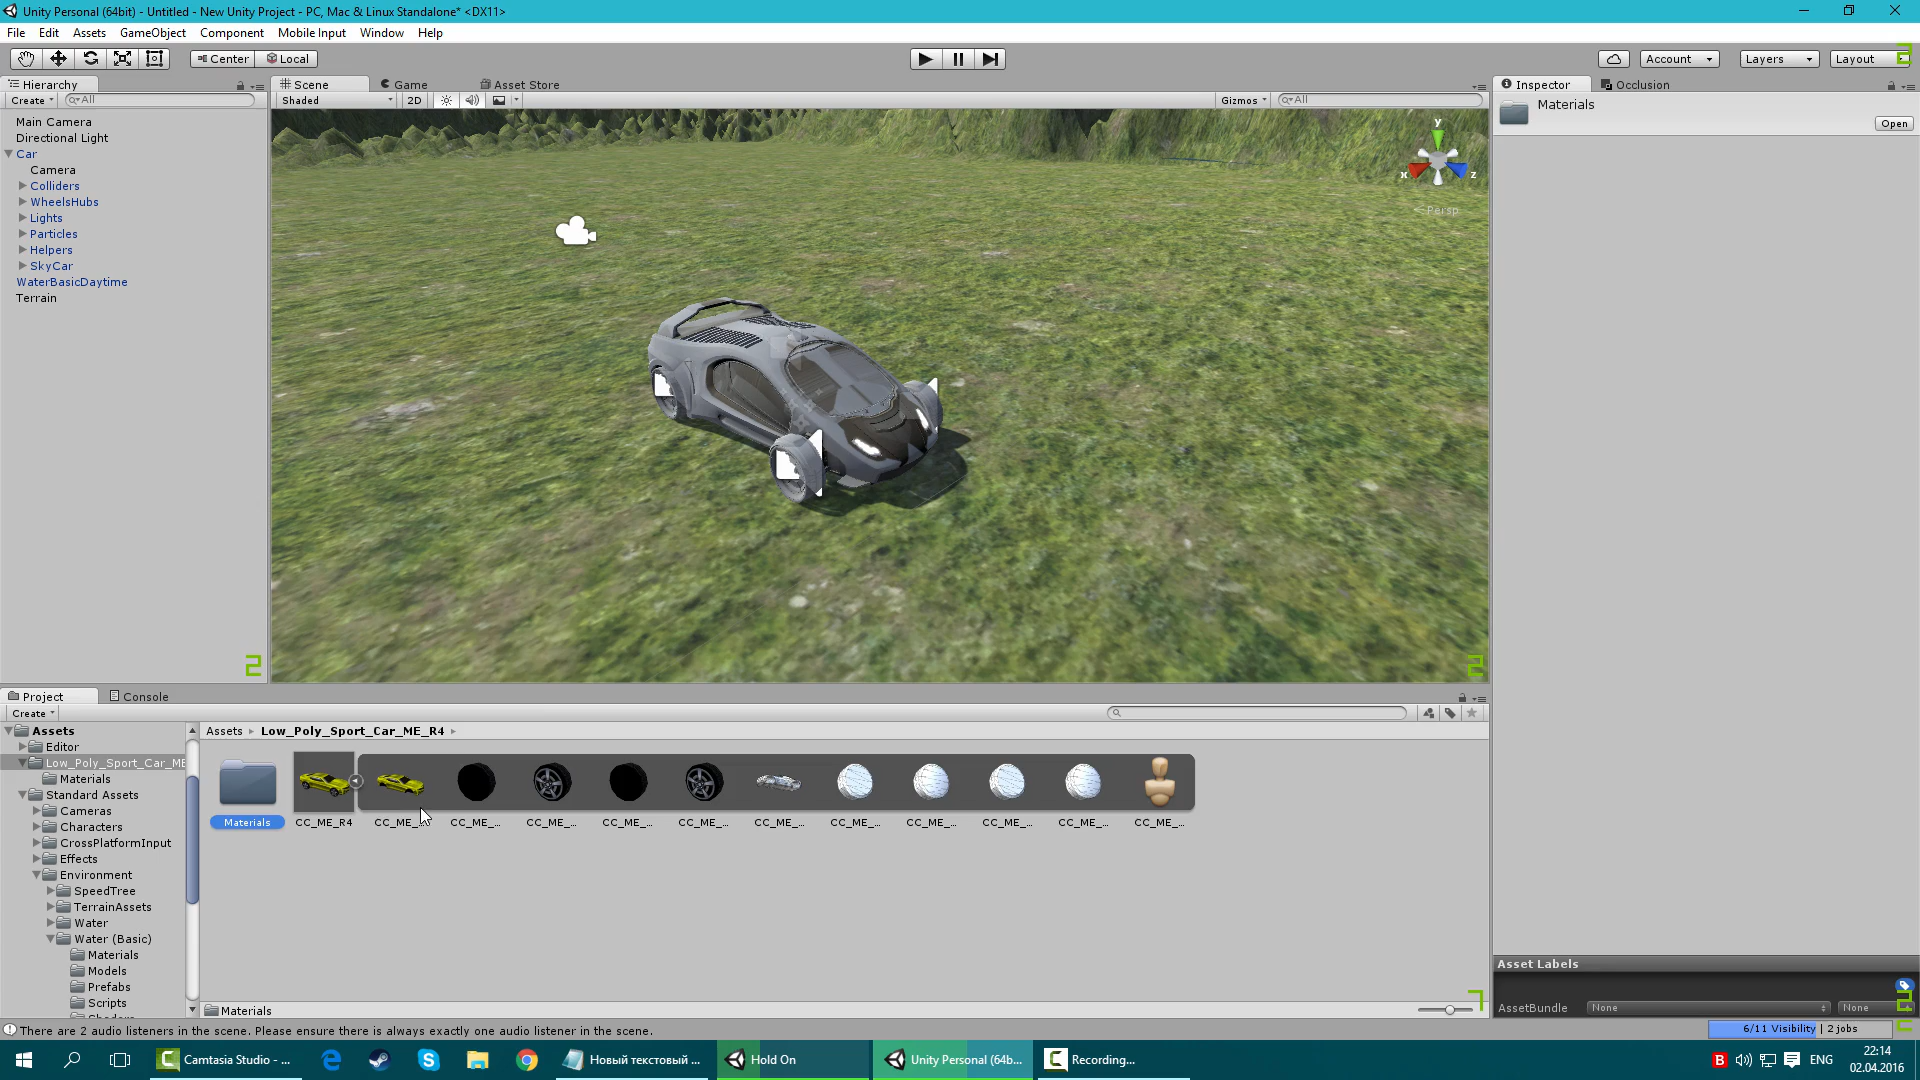 Unity Personal (64bit) - Untitled - New Unity Project - PC, Mac & Linux Standalone* <DX11>
File Edit Assets GameObject Component Mobile Input Window Help
Center Local Account Layers Layout
Hierarchy
Create All
Main Camera
Directional Light
Car
Camera
Colliders
WheelsHubs
Lights
Particles
Helpers
SkyCar
WaterBasicDaytime
Terrain
2
Scene Game Asset Store
Shaded 2D Gizmos All
y
x z
Persp
2
Inspector Occlusion
Materials
Open
2
Project Console
Create
Assets
Editor
Low_Poly_Sport_Car_ME
Materials
Standard Assets
Cameras
Characters
CrossPlatformInput
Effects
Environment
SpeedTree
TerrainAssets
Water
Water (Basic)
Materials
Models
Prefabs
Scripts
Assets Low_Poly_Sport_Car_ME_R4
Materials CC_ME_R4 CC_ME_... CC_ME_... CC_ME_... CC_ME_... CC_ME_... CC_ME_... CC_ME_... CC_ME_... CC_ME_... CC_ME_...
Materials
7
Asset Labels
AssetBundle None None
There are 2 audio listeners in the scene. Please ensure there is always exactly one audio listener in the scene.
6/11 Visibility | 2 jobs
Camtasia Studio - ... Новый текстовый ... Hold On Unity Personal (64b... Recording... B ENG
22:14
02.04.2016